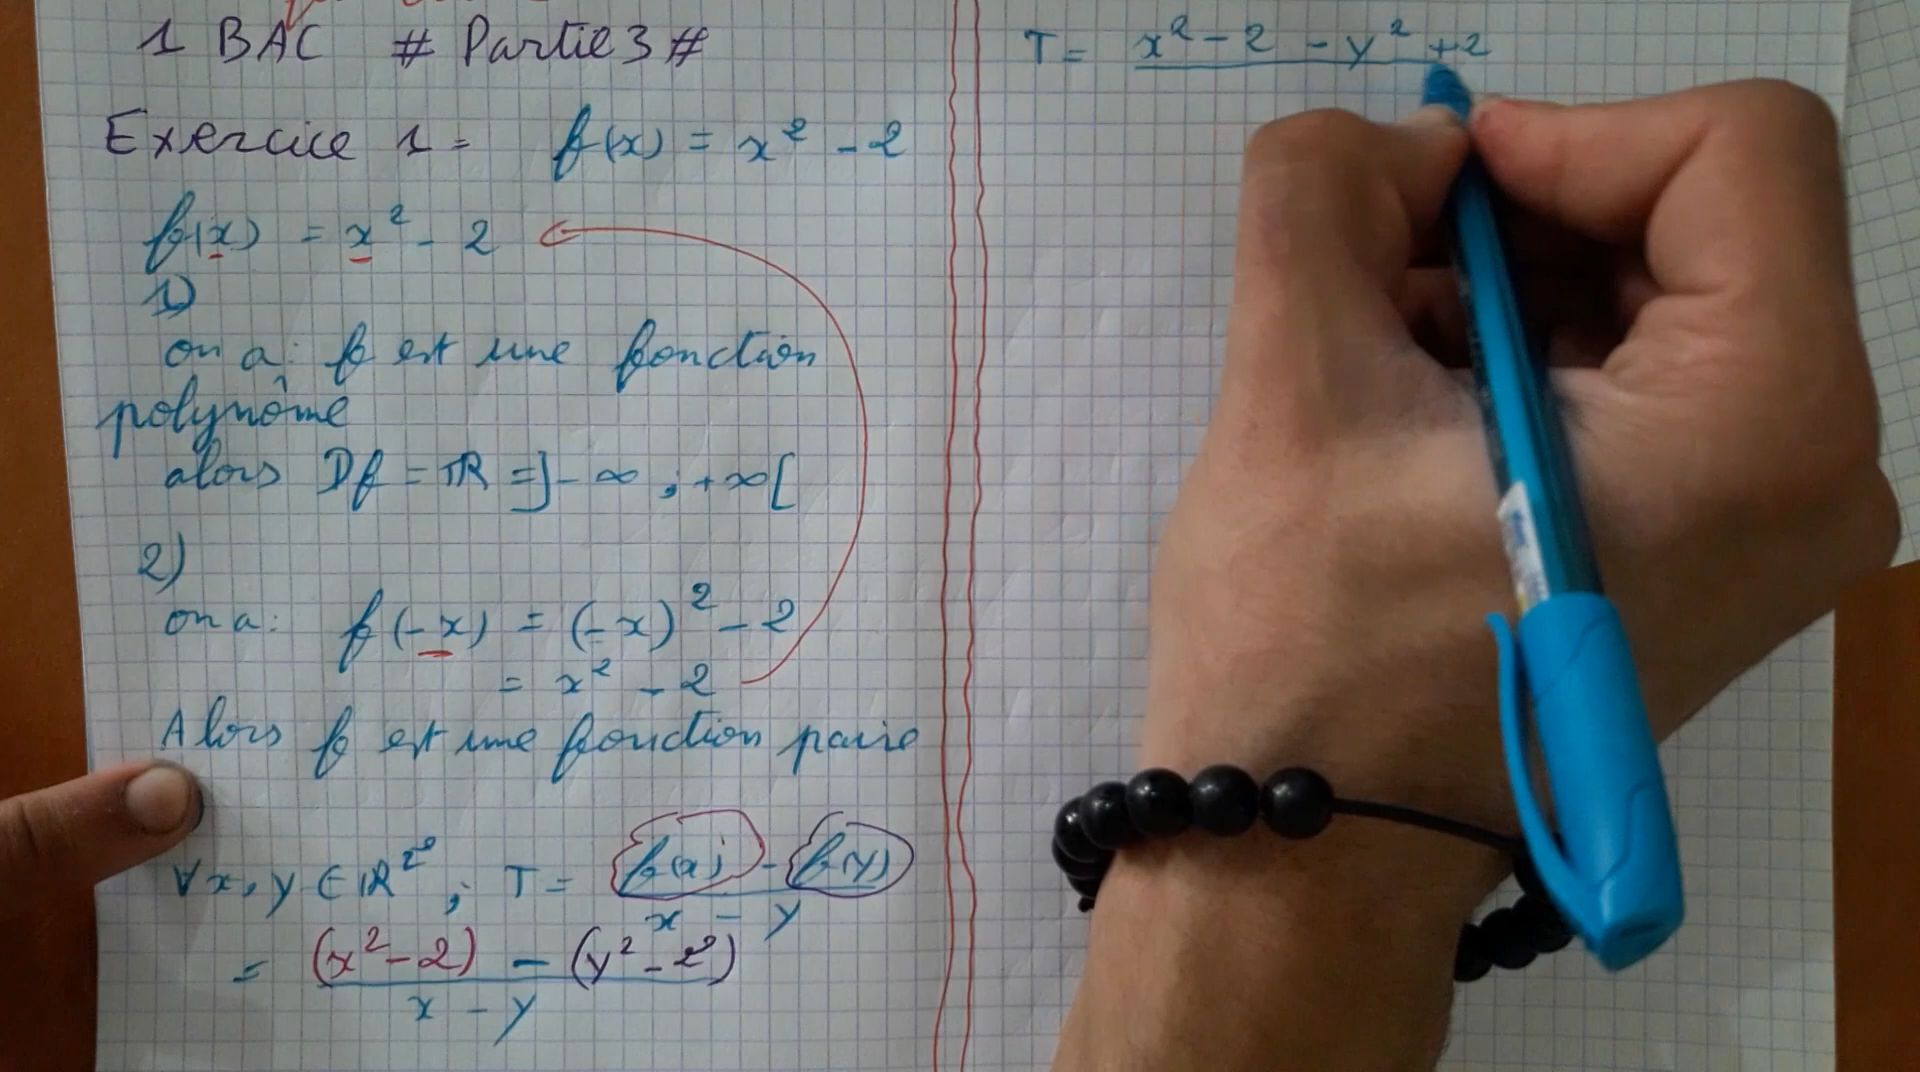 1 BAC # Partie 3 #
Exercice 1 = f(x) = x² - 2
f(x) = x² - 2
1)
on a: f est une fonction
polynôme
alors Df = ℝ = ]-∞ ; +∞[
2)
on a: f(-x) = (-x)² - 2
= x² - 2
Alors f est une fonction paire
∀x, y ∈ ℝ² ; T = f(x) - f(y)
x - y
= (x² - 2) - (y² - 2)
x - y
T = x² - 2 - y² + 2